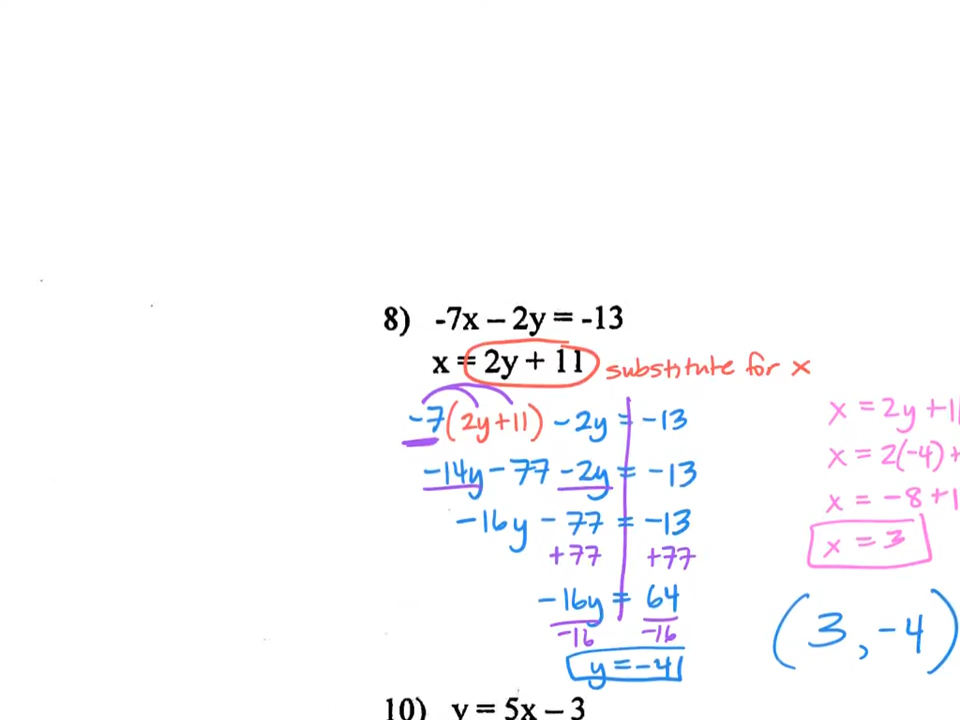 8) -7x – 2y = -13
x = 2y + 11 substitute for x
-7(2y+11) -2y = -13
-14y - 77 - 2y = -13
-16y - 77 = -13
+77 +77
-16y = 64
-16 -16
y = -4
x = 2y + 1
x = 2(-4) +
x = -8 + 1
x = 3
(3, -4)
10) y = 5x – 3